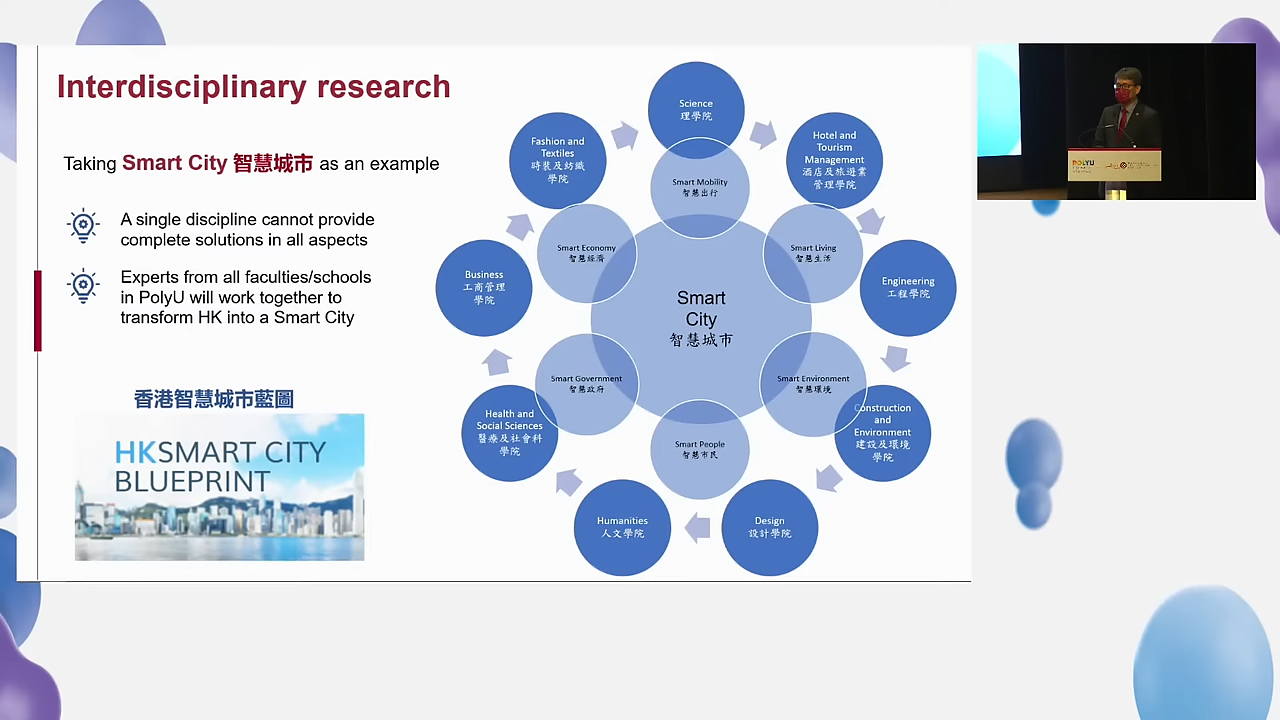 Interdisciplinary research
Taking Smart City 智慧城市 as an example
A single discipline cannot provide
complete solutions in all aspects
Experts from all faculties/schools
in PolyU will work together to
transform HK into a Smart City
香港智慧城市藍圖
HKSMART CITY
BLUEPRINT
Science
理學院
Hotel and
Tourism
Management
酒店及旅遊業
管理學院
Engineering
工程學院
Construction
and
Environment
建設及環境
學院
Design
設計學院
Humanities
人文學院
Health and
Social Sciences
醫療及社會科
學院
Business
工商管理
學院
Fashion and
Textiles
時裝及紡織
學院
Smart Mobility
智慧出行
Smart Living
智慧生活
Smart Environment
智慧環境
Smart People
智慧市民
Smart Government
智慧政府
Smart Economy
智慧經濟
Smart
City
智慧城市
POLYU